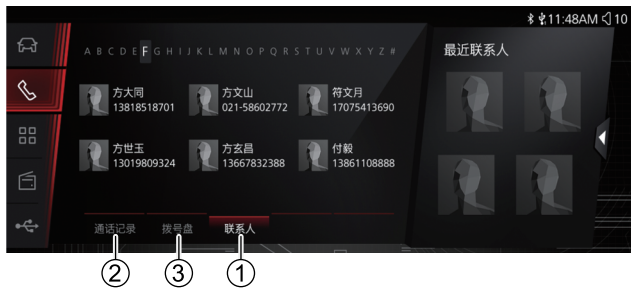 11:48AM 10
A B C D E F G H I J K L M N O P Q R S T U V W X Y Z #
最近联系人
方大同
13818518701
方文山
021-58602772
符文月
17075413690
方世玉
13019809324
方玄昌
13667832388
付毅
13861108888
通话记录 拨号盘 联系人
② ③ ①